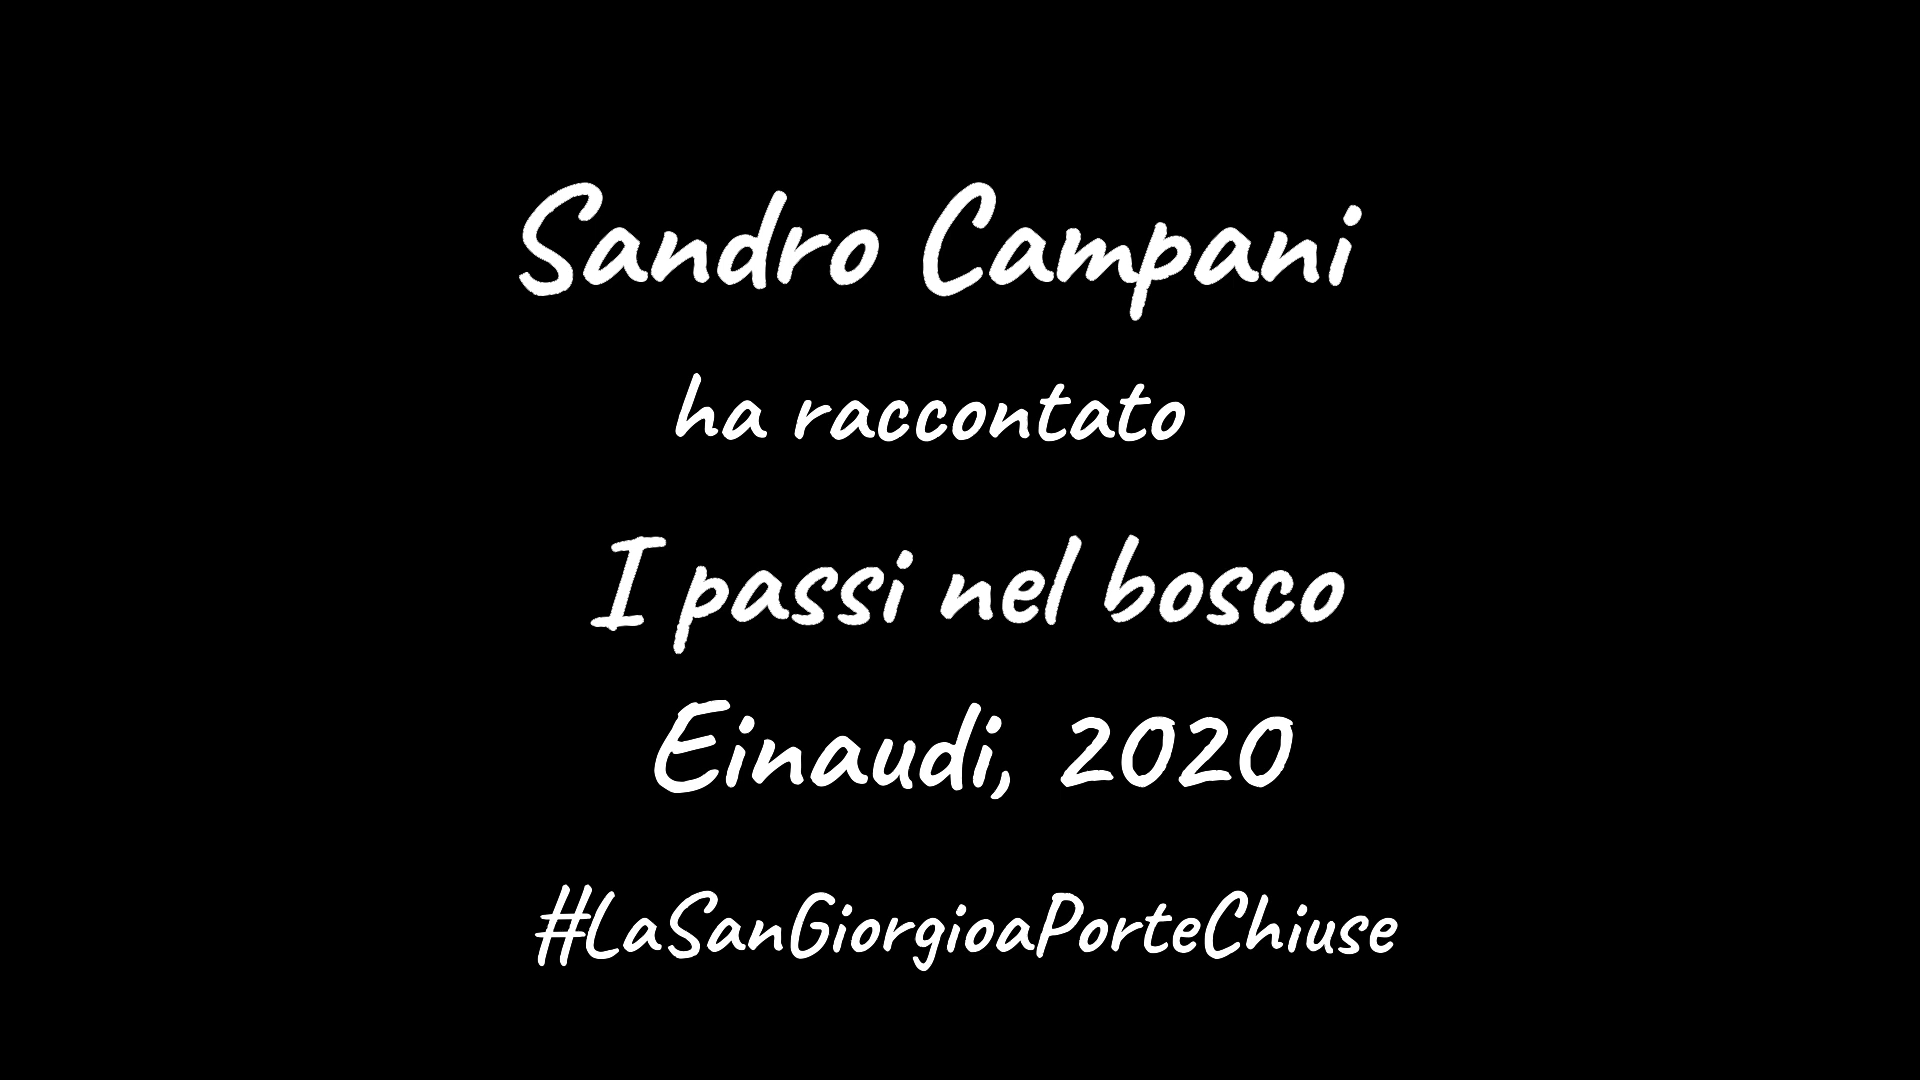 Sandro Campani
ha raccontato
I passi nel bosco
Einaudi, 2020
#LaSanGiorgioaPorteChiuse